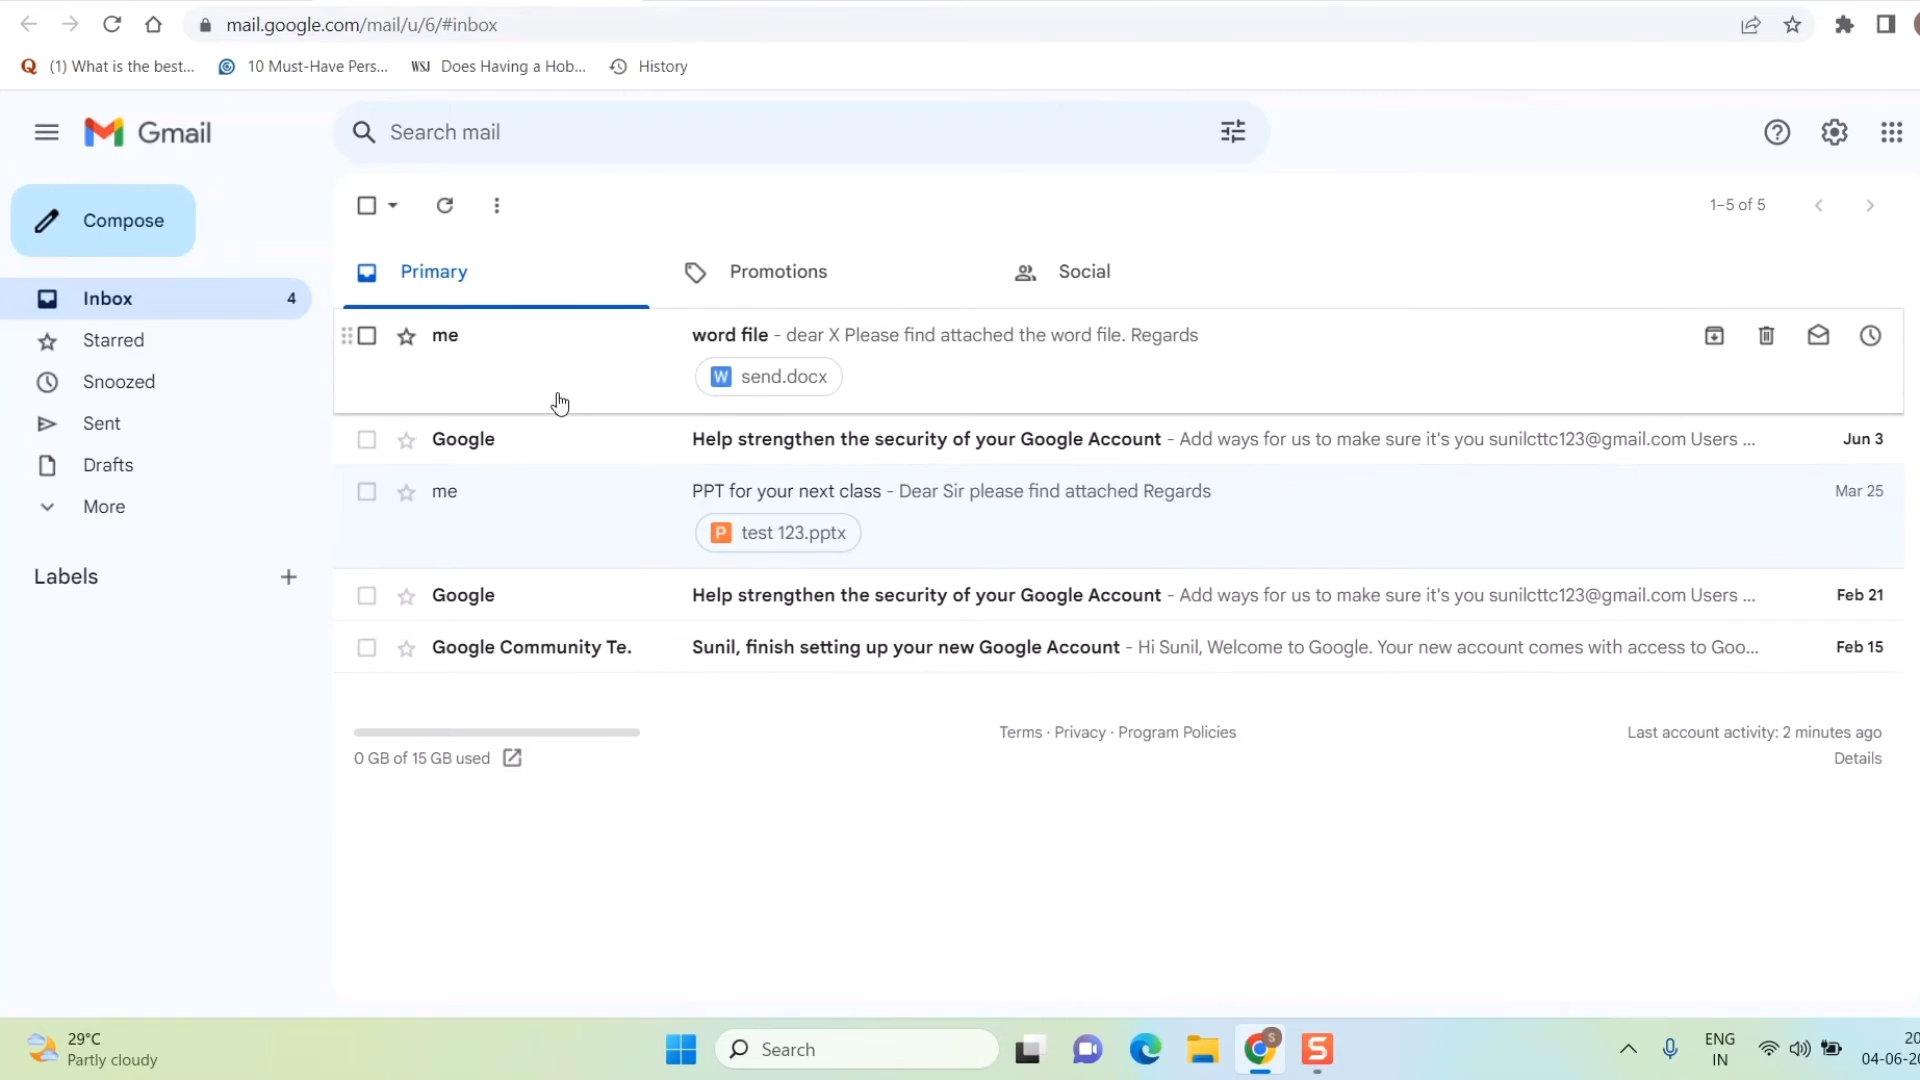 mail.google.com/mail/u/6/#inbox
(1) What is the best... 10 Must-Have Pers... WSJ Does Having a Hob... History
Gmail Search mail
1–5 of 5
Compose
Primary Promotions Social
Inbox 4
Starred
Snoozed
Sent
Drafts
More
Labels +
me word file - dear X Please find attached the word file. Regards
W send.docx
Google Help strengthen the security of your Google Account - Add ways for us to make sure it's you sunilcttc123@gmail.com Users ... Jun 3
me PPT for your next class - Dear Sir please find attached Regards Mar 25
P test 123.pptx
Google Help strengthen the security of your Google Account - Add ways for us to make sure it's you sunilcttc123@gmail.com Users ... Feb 21
Google Community Te. Sunil, finish setting up your new Google Account - Hi Sunil, Welcome to Google. Your new account comes with access to Goo... Feb 15
Terms · Privacy · Program Policies Last account activity: 2 minutes ago
0 GB of 15 GB used Details
29°C
Partly cloudy
Search
S
S
ENG
IN
20
04-06-20